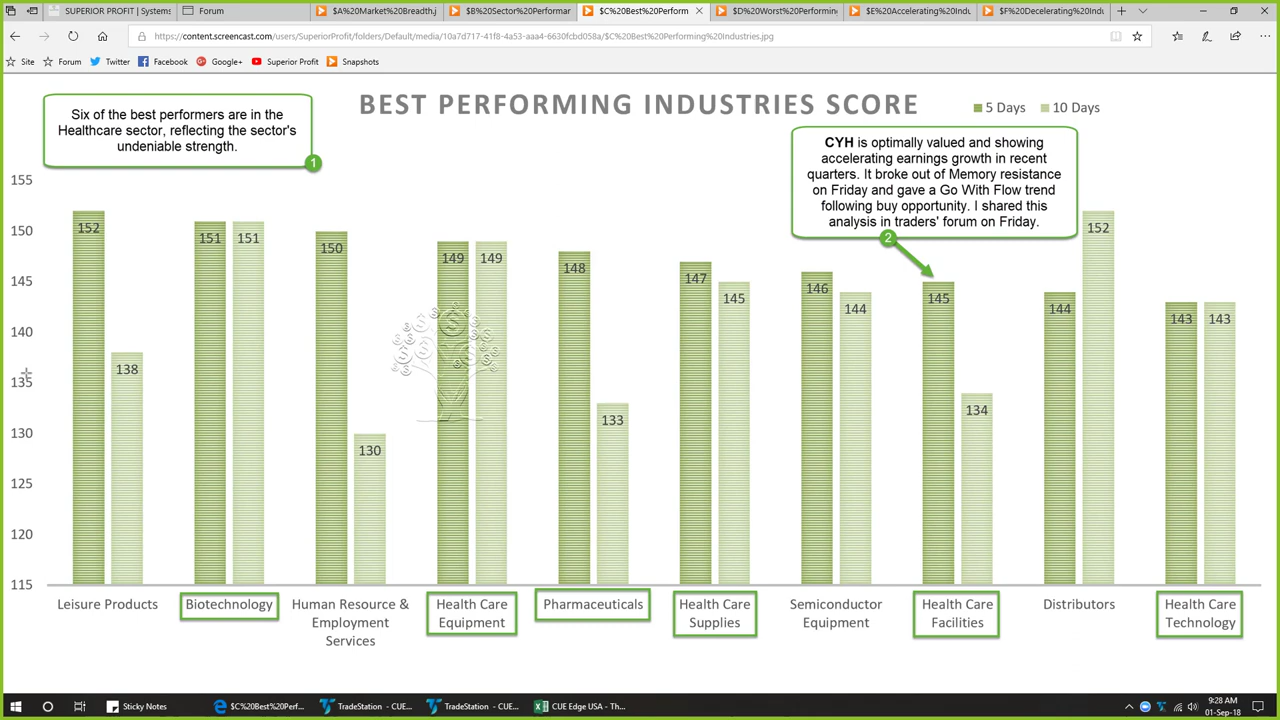 SUPERIOR PROFIT | Systems
Forum
$A%20Market%20Breadth.j
$B%20Sector%20Performar
$C%20Best%20Perform
$D%20Worst%20Performing
$E%20Accelerating%20Indu
$F%20Decelerating%20Indu
https://content.screencast.com/users/SuperiorProfit/folders/Default/media/10a7d717-41f8-4a53-aaa4-6630fcbd058a/$C%20Best%20Performing%20Industries.jpg
Site
Forum
Twitter
Facebook
Google+
Superior Profit
Snapshots
BEST PERFORMING INDUSTRIES SCORE
5 Days
10 Days
Six of the best performers are in the
Healthcare sector, reflecting the sector's
undeniable strength.
1
CYH is optimally valued and showing
accelerating earnings growth in recent
quarters. It broke out of Memory resistance
on Friday and gave a Go With Flow trend
following buy opportunity. I shared this
analysis in traders' forum on Friday.
2
155
150
145
140
135
130
125
120
115
152
138
151
151
150
130
149
149
148
133
147
145
146
144
145
134
144
152
143
143
Leisure Products
Biotechnology
Human Resource &
Employment
Services
Health Care
Equipment
Pharmaceuticals
Health Care
Supplies
Semiconductor
Equipment
Health Care
Facilities
Distributors
Health Care
Technology
Sticky Notes
$C%20Best%20Perf...
TradeStation - CUE...
TradeStation - CUE...
CUE Edge USA - Th...
9:28 AM
01-Sep-18